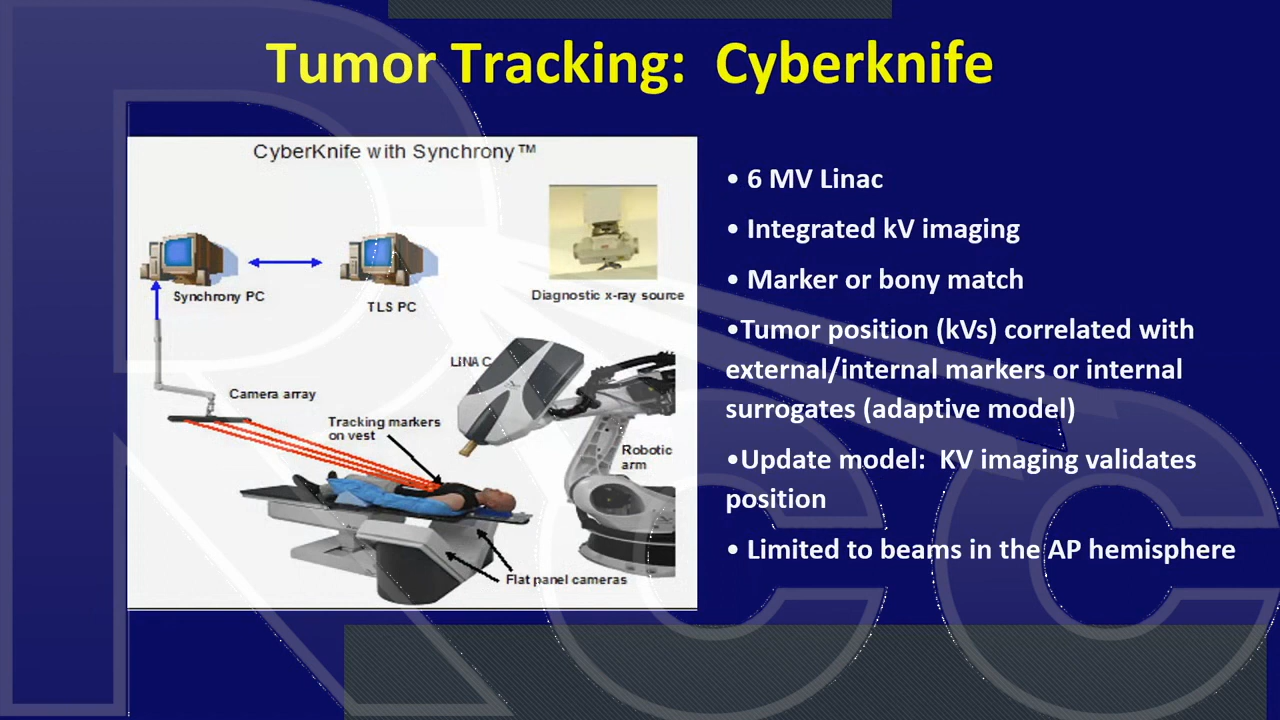 Tumor Tracking:  Cyberknife
CyberKnife with Synchrony™
Synchrony PC
TLS PC
Diagnostic x-ray source
LINAC
Camera array
Tracking markers
on vest
Robotic
arm
Flat panel cameras
• 6 MV Linac
• Integrated kV imaging
• Marker or bony match
•Tumor position (kVs) correlated with
external/internal markers or internal
surrogates (adaptive model)
•Update model:  KV imaging validates
position
• Limited to beams in the AP hemisphere
RCC